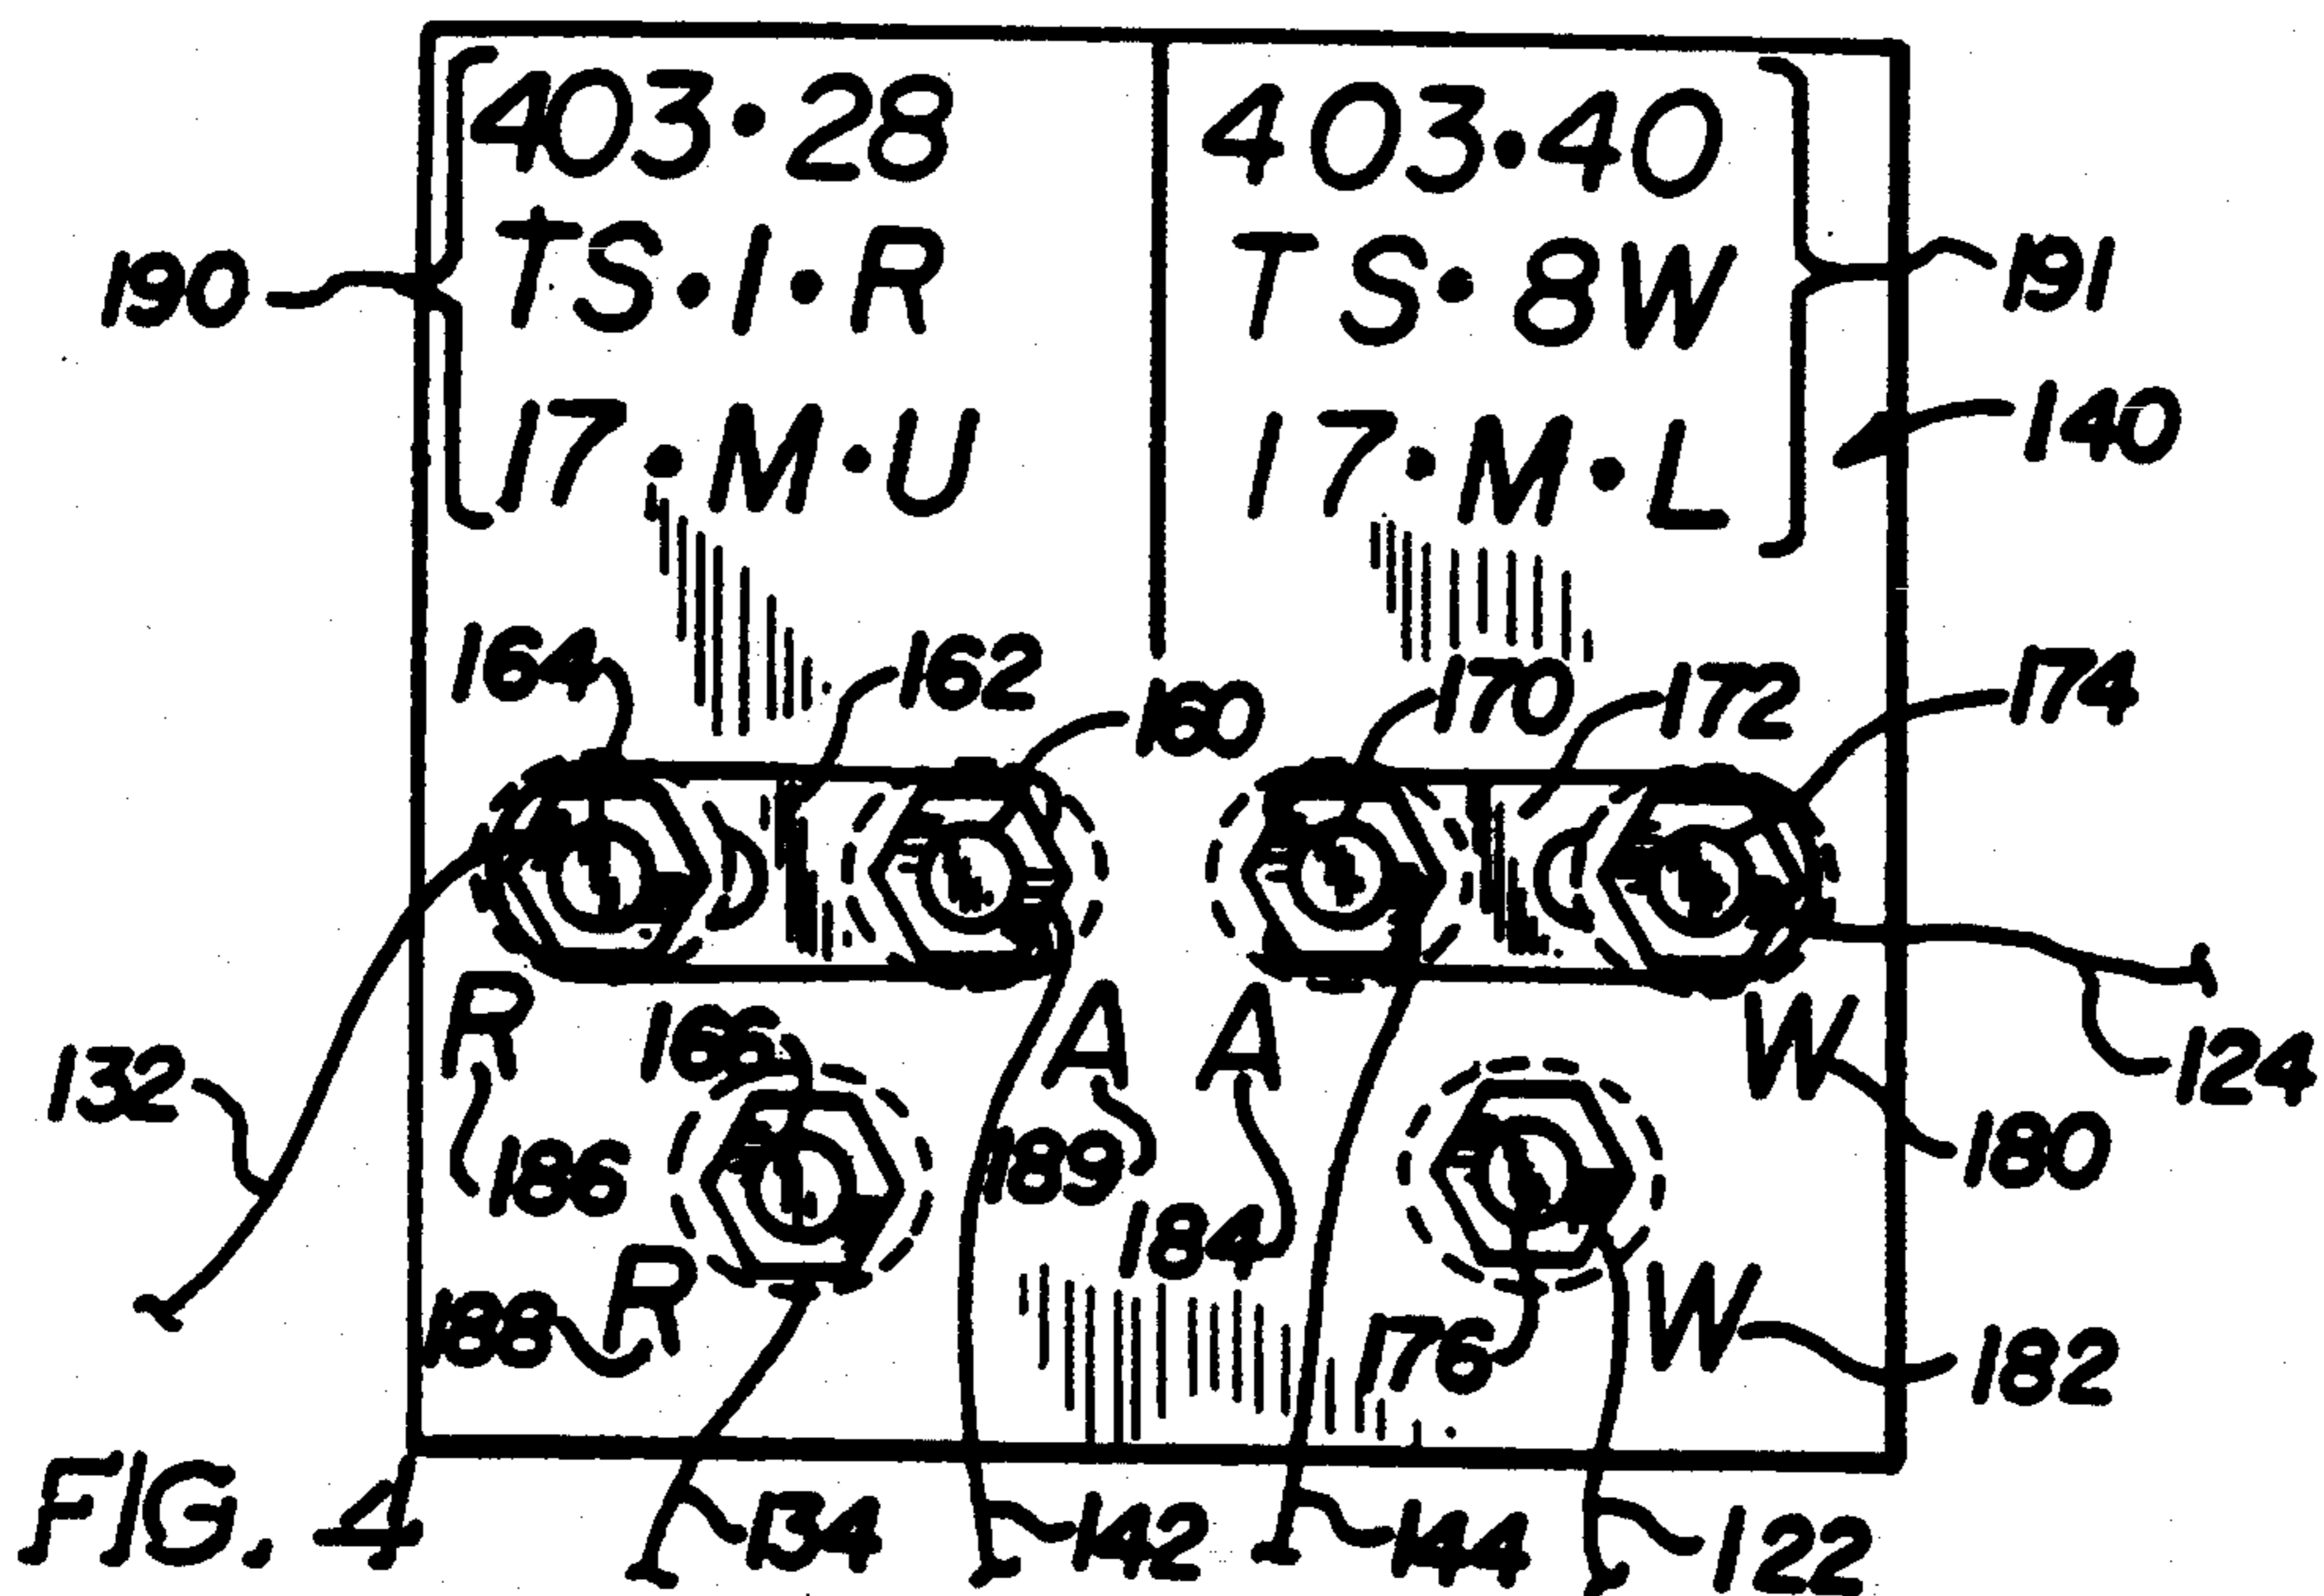 403·28 403·40
TS·1·R TS·8W
190 191
17·M·U 17·M·L
140
164 162 160 170 172 174
R A A W
166
132 124
186 189 180
184
188 R 176 W 182
FIG. 4 134 142 144 122